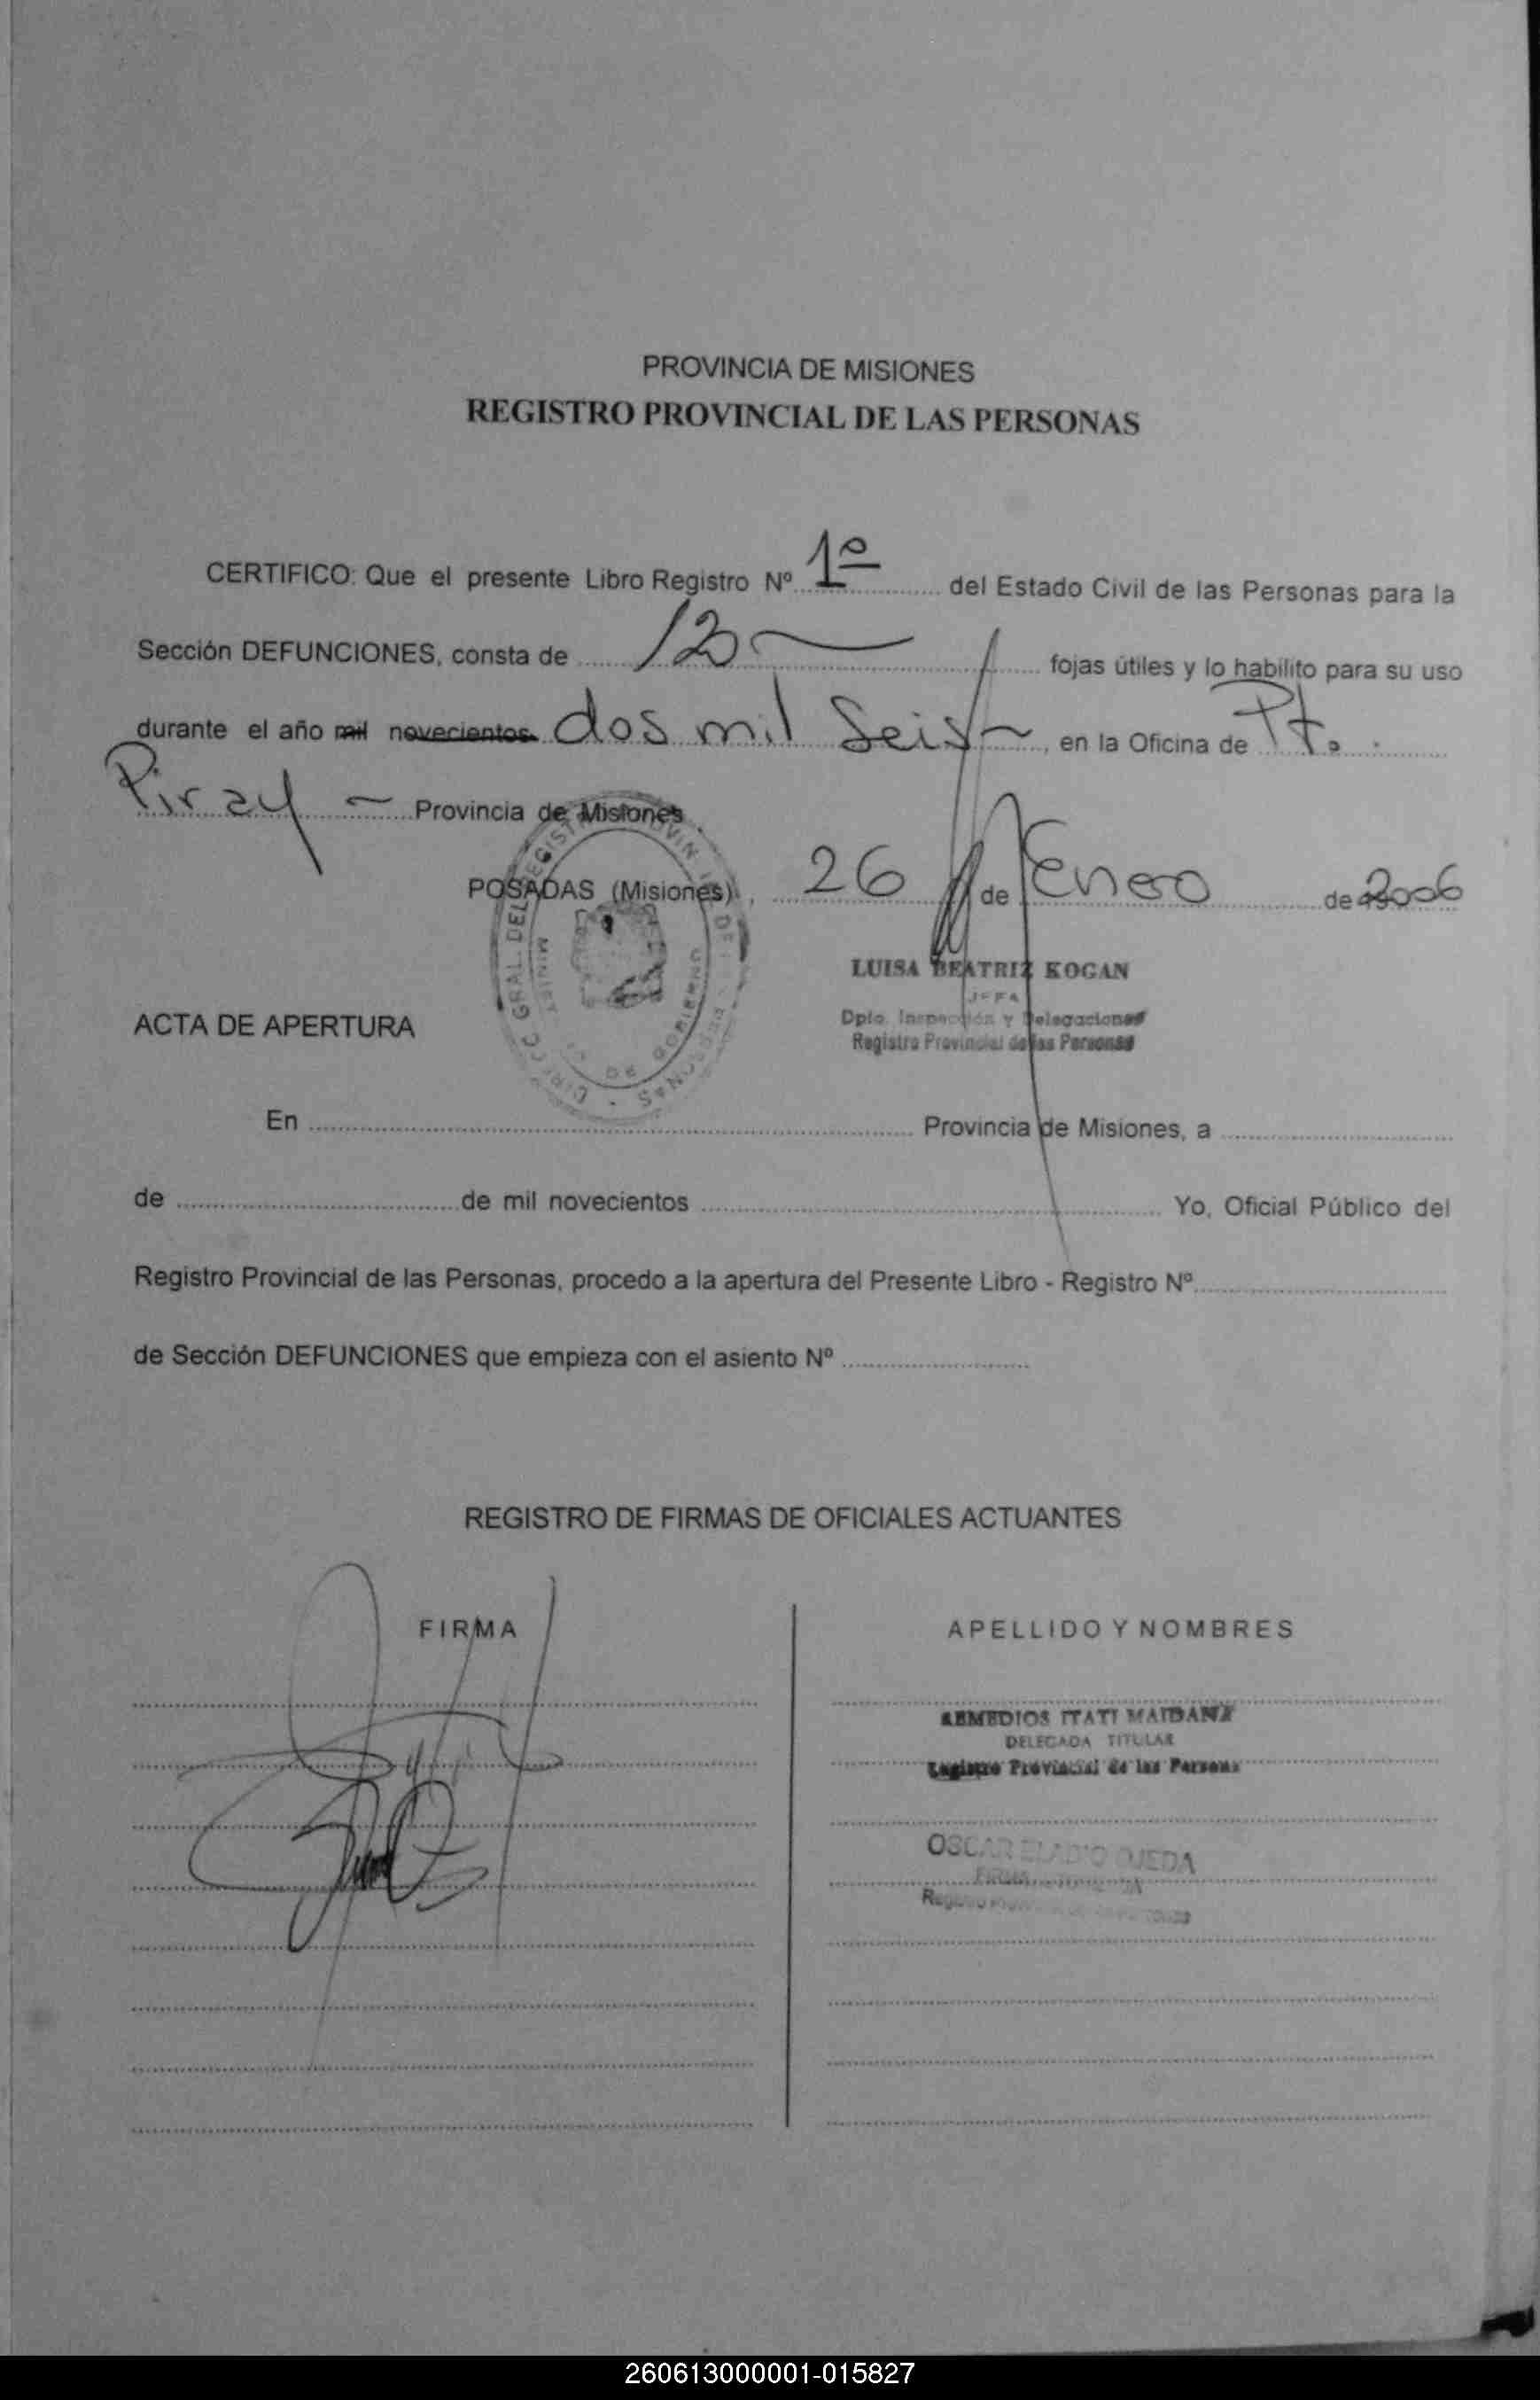 PROVINCIA DE MISIONES
REGISTRO PROVINCIAL DE LAS PERSONAS
CERTIFICO: Que el presente Libro Registro Nº 1º del Estado Civil de las Personas para la
Sección DEFUNCIONES, consta de fojas útiles y lo habilito para su uso
durante el año mil novecientos dos mil Seis, en la Oficina de Pt.
Piray Provincia de Misiones.
POSADAS (Misiones), 26 de Enero de 2006
LUISA BEATRIZ KOGAN
JEFA
Dpto. Inspección y Delegaciones
Registro Provincial de las Personas
ACTA DE APERTURA
En Provincia de Misiones, a
de de mil novecientos Yo, Oficial Público del
Registro Provincial de las Personas, procedo a la apertura del Presente Libro - Registro Nº
de Sección DEFUNCIONES que empieza con el asiento Nº
REGISTRO DE FIRMAS DE OFICIALES ACTUANTES
FIRMA
APELLIDO Y NOMBRES
REMEDIOS ITATI
DELEGADA TITULAR
Registro Provincial de las Personas
OSCAR ELADIO OJEDA
FIRMA
260613000001-015827